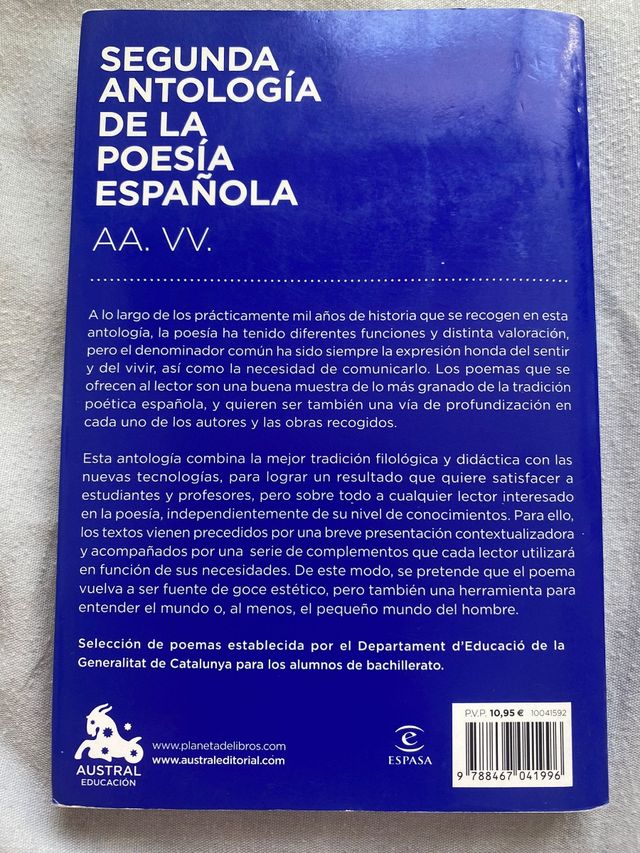 SEGUNDA
ANTOLOGÍA
DE LA
POESÍA
ESPAÑOLA
AA. VV.
A lo largo de los prácticamente mil años de historia que se recogen en esta
antología, la poesía ha tenido diferentes funciones y distinta valoración,
pero el denominador común ha sido siempre la expresión honda del sentir
y del vivir, así como la necesidad de comunicarlo. Los poemas que se
ofrecen al lector son una buena muestra de lo más granado de la tradición
poética española, y quieren ser también una vía de profundización en
cada uno de los autores y las obras recogidos.
Esta antología combina la mejor tradición filológica y didáctica con las
nuevas tecnologías, para lograr un resultado que quiere satisfacer a
estudiantes y profesores, pero sobre todo a cualquier lector interesado
en la poesía, independientemente de su nivel de conocimientos. Para ello,
los textos vienen precedidos por una breve presentación contextualizadora
y acompañados por una serie de complementos que cada lector utilizará
en función de sus necesidades. De este modo, se pretende que el poema
vuelva a ser fuente de goce estético, pero también una herramienta para
entender el mundo o, al menos, el pequeño mundo del hombre.
Selección de poemas establecida por el Departament d'Educació de la
Generalitat de Catalunya para los alumnos de bachillerato.
AUSTRAL
EDUCACIÓN
www.planetadelibros.com
www.australeditorial.com
e
ESPASA
P.V.P. 10,95 € 10041592
9 788467 041996